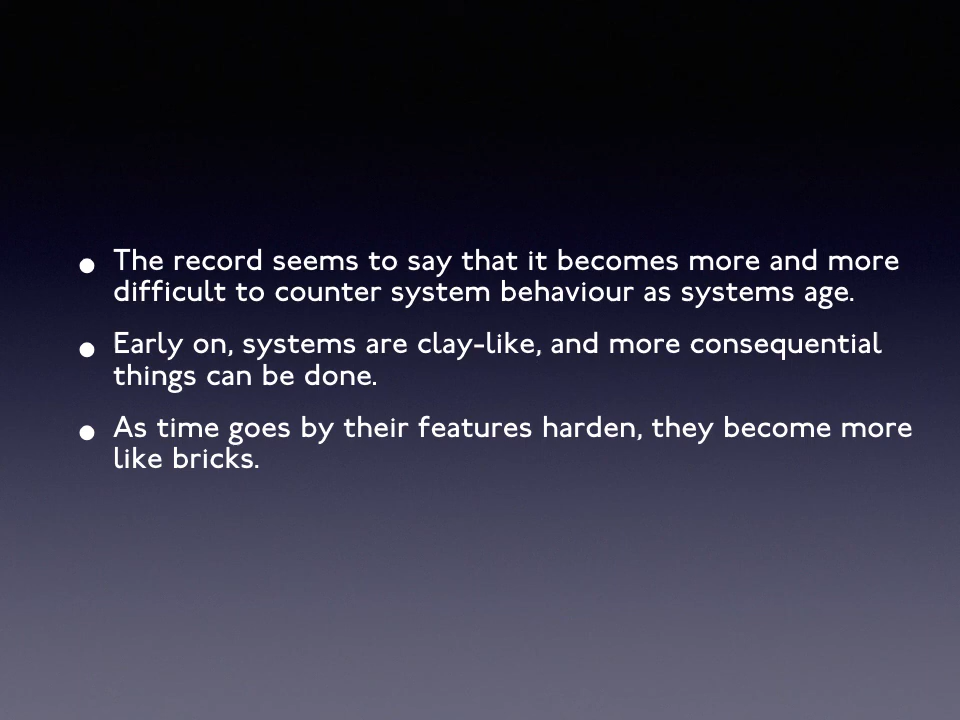 • The record seems to say that it becomes more and more
difficult to counter system behaviour as systems age.
• Early on, systems are clay-like, and more consequential
things can be done.
• As time goes by their features harden, they become more
like bricks.